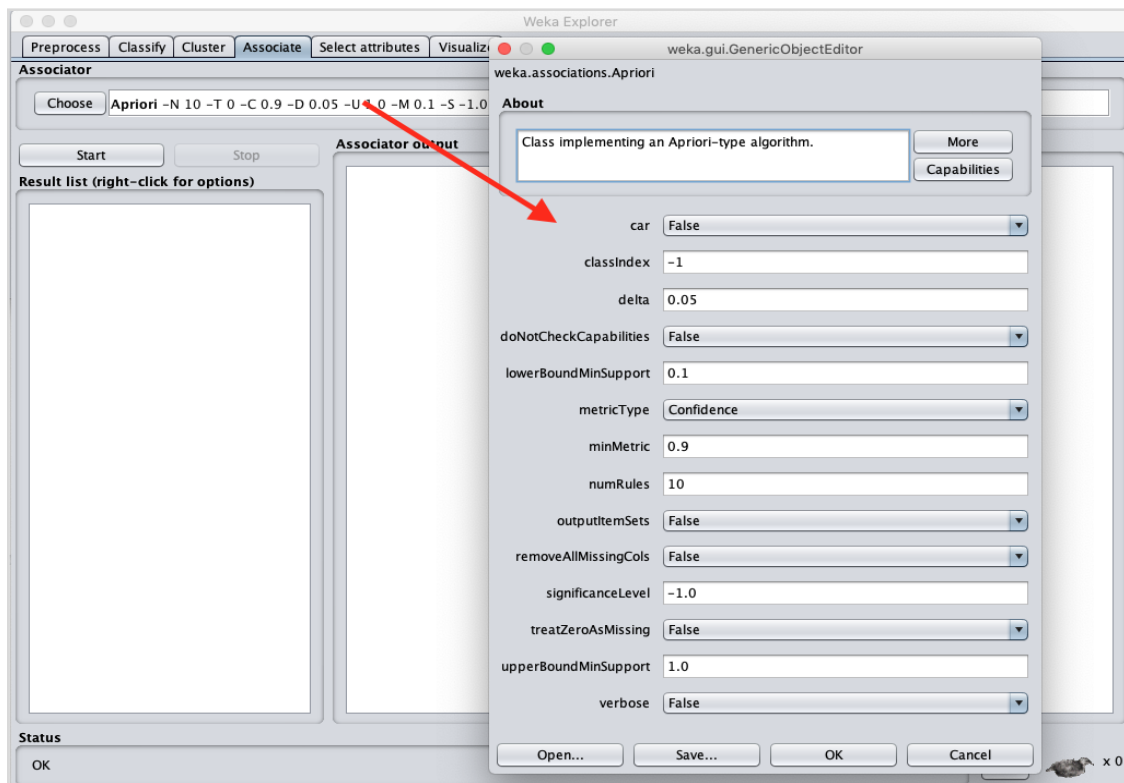 Weka Explorer
Preprocess Classify Cluster Associate Select attributes Visualize
Associator
Choose Apriori -N 10 -T 0 -C 0.9 -D 0.05 -U 1.0 -M 0.1 -S -1.0
Start Stop
Result list (right-click for options)
Associator output
Status
OK
x 0
weka.gui.GenericObjectEditor
weka.associations.Apriori
About
Class implementing an Apriori-type algorithm.
More
Capabilities
car False
classIndex -1
delta 0.05
doNotCheckCapabilities False
lowerBoundMinSupport 0.1
metricType Confidence
minMetric 0.9
numRules 10
outputItemSets False
removeAllMissingCols False
significanceLevel -1.0
treatZeroAsMissing False
upperBoundMinSupport 1.0
verbose False
Open... Save... OK Cancel